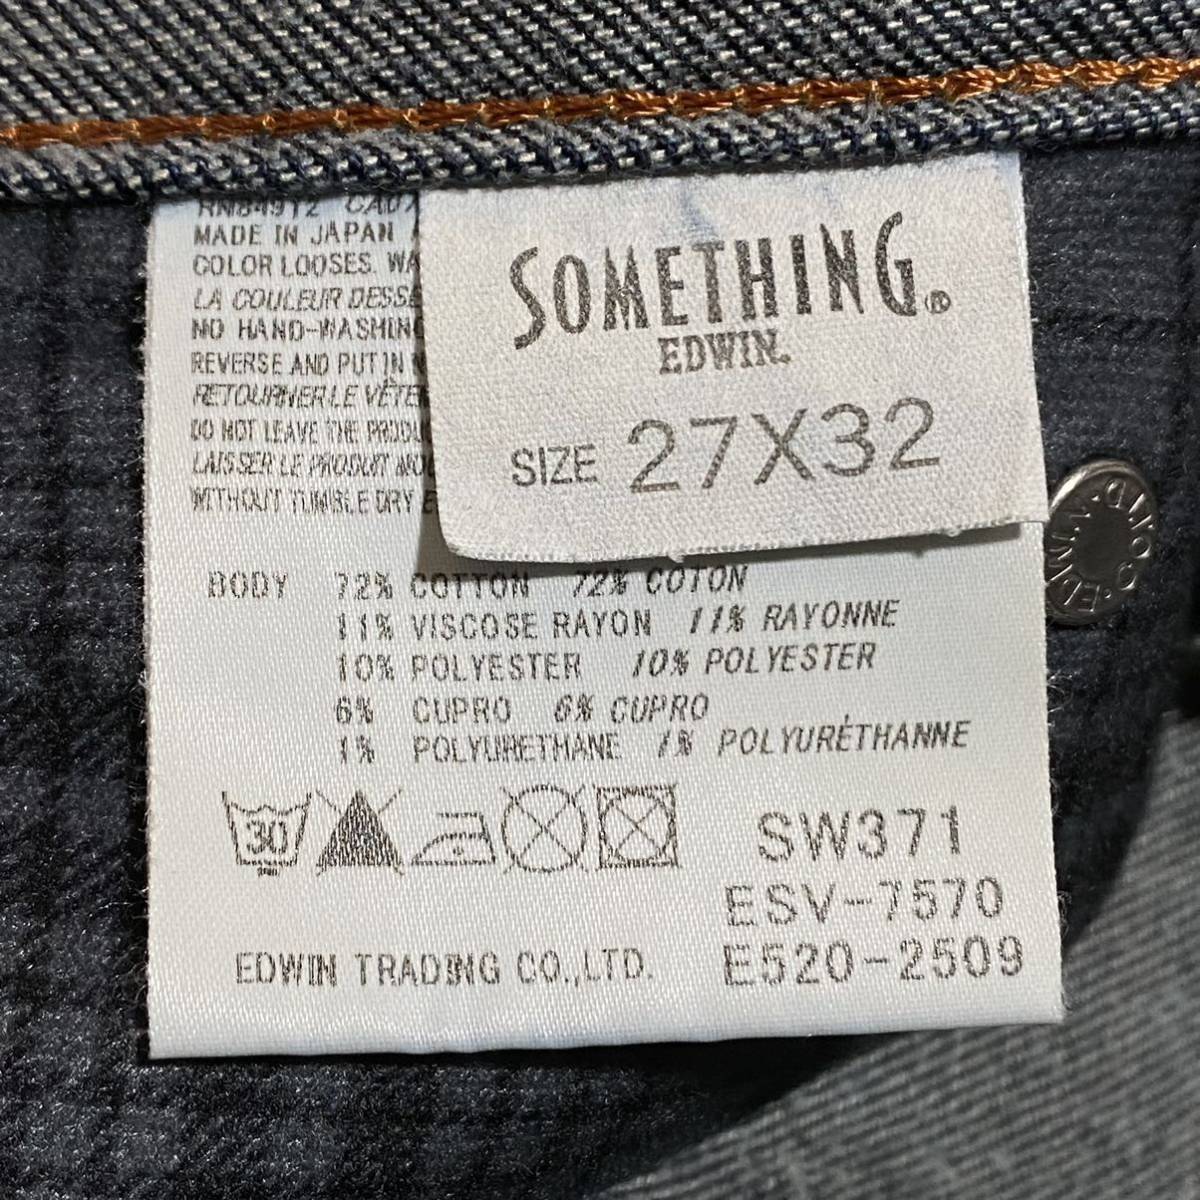 SOMETHING®
EDWIN.
SIZE 27X32
RN84912 CA07
MADE IN JAPAN
COLOR LOOSES. WA
LA COULEUR DESSE
NO HAND-WASHING
REVERSE AND PUT IN N
RETOURNER LE VÊTE
DO NOT LEAVE THE PRODU
LAISSER LE PRODUIT MOU
WITHOUT TUMBLE DRY
BODY 72% COTTON 72% COTON
11% VISCOSE RAYON 11% RAYONNE
10% POLYESTER 10% POLYESTER
6% CUPRO 6% CUPRO
1% POLYURETHANE 1% POLYURÉTHANNE
30
SW371
ESV-7570
EDWIN TRADING CO.,LTD. E520-2509